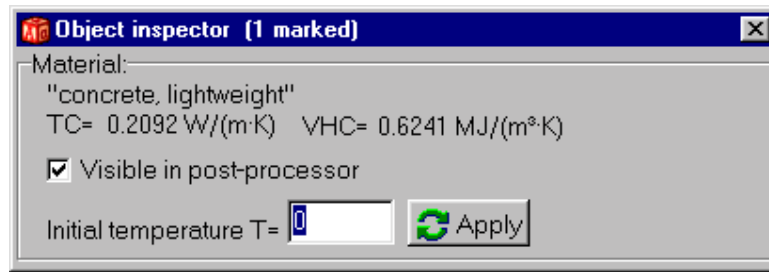 Object inspector (1 marked)
Material:
"concrete, lightweight"
TC= 0.2092 W/(m·K) VHC= 0.6241 MJ/(m³·K)
Visible in post-processor
Initial temperature T= 0 Apply